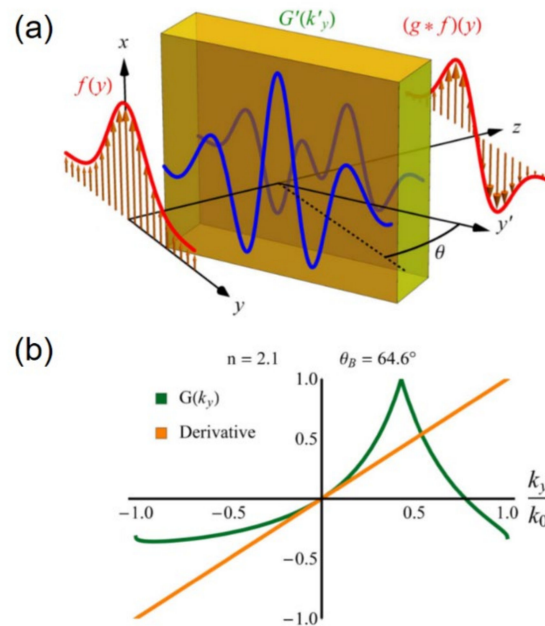 (a)
G'(k'y)
(g * f)(y)
x
f(y)
z
y'
θ
y
(b)
n = 2.1 θB = 64.6°
G(ky)
Derivative
1.0
0.5
−1.0 −0.5 0.5 1.0
ky
k0
−0.5
−1.0